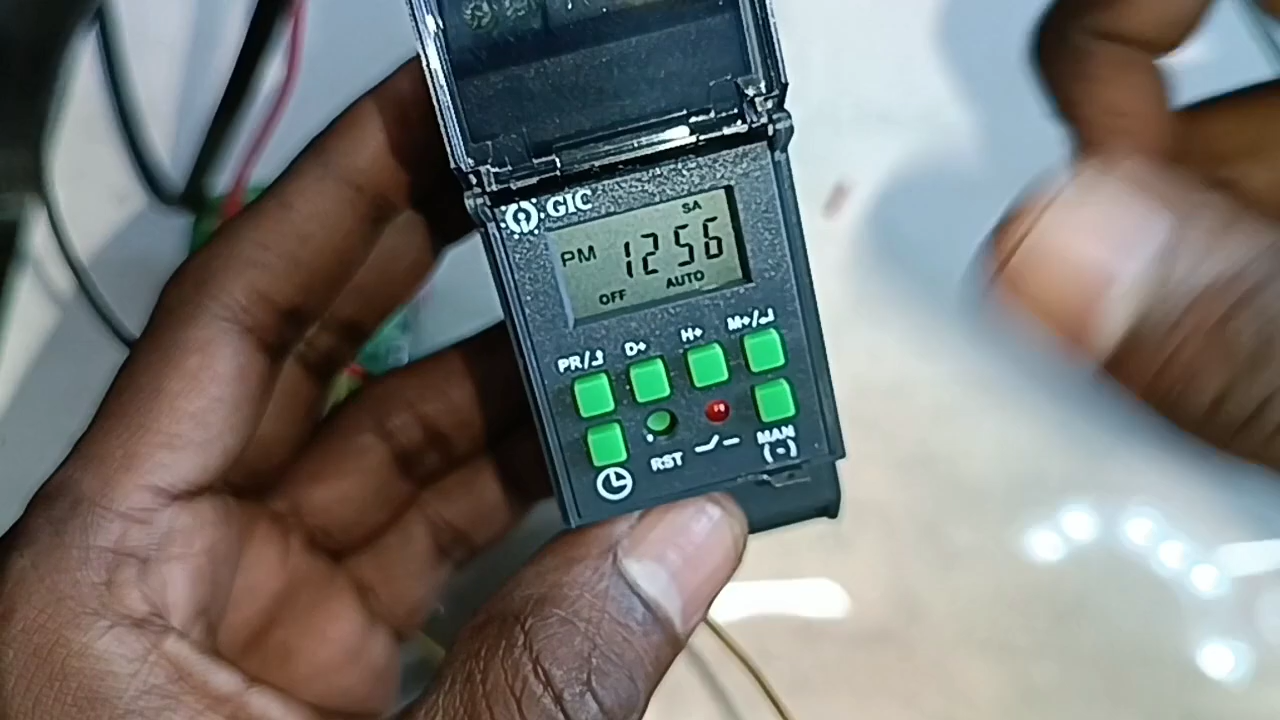 GIC
SA
PM 12 56
OFF AUTO
PR/⮥ D+ H+ M+/↲
RST MAN
(-)